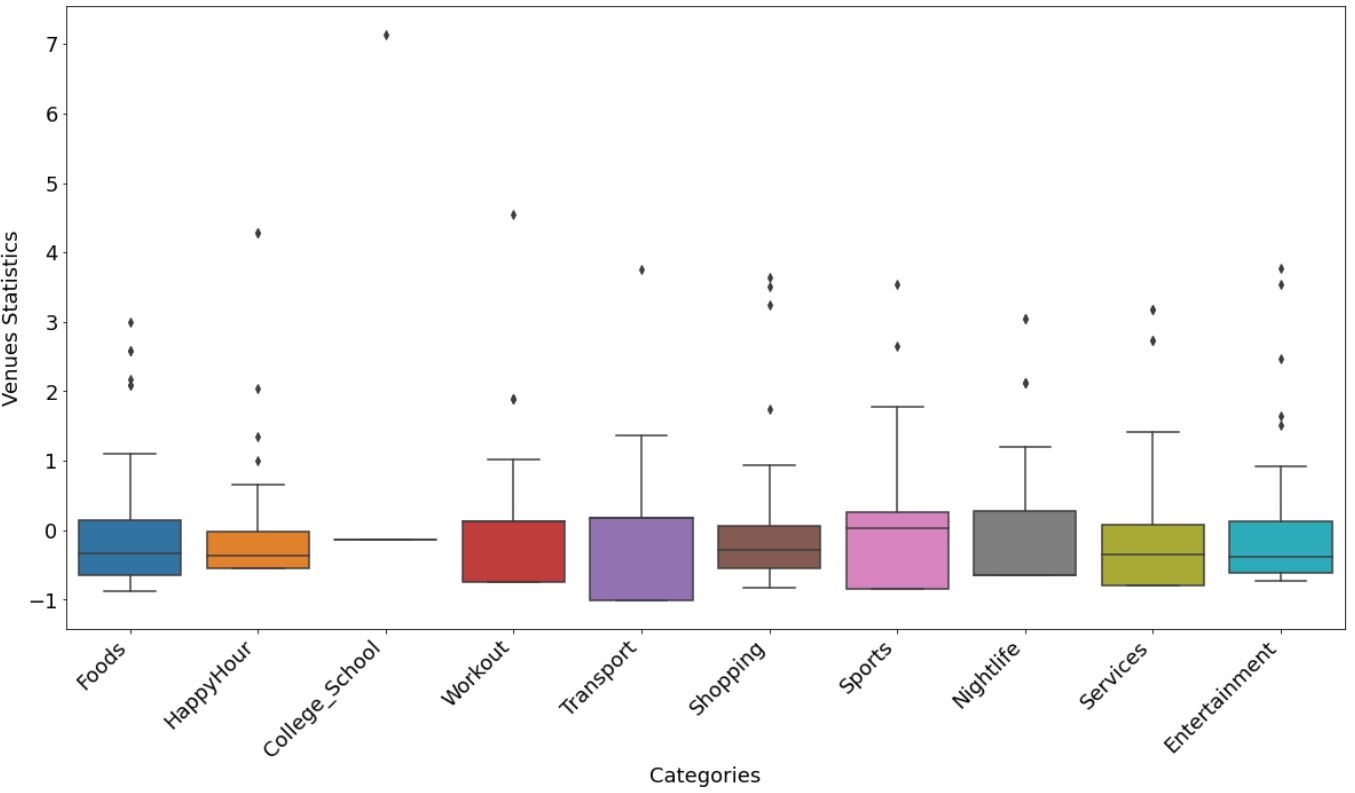 Venues Statistics
7
6
5
4
3
2
1
0
−1
Foods
HappyHour
College_School
Workout
Transport
Shopping
Sports
Nightlife
Services
Entertainment
Categories